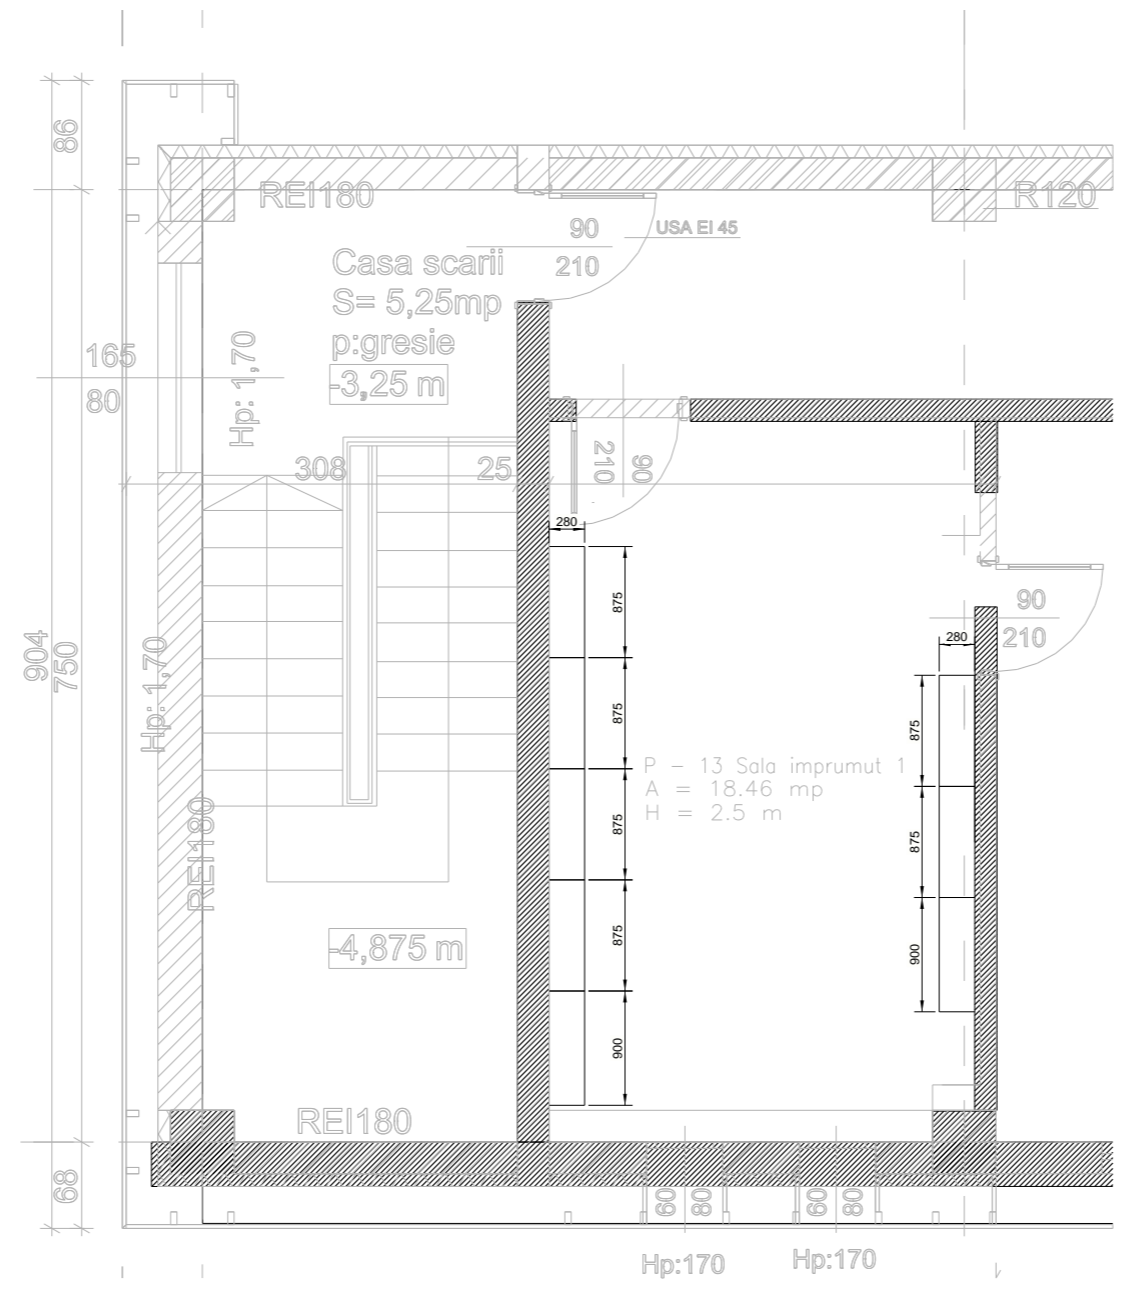 86
REI180
R120
90
210
USA EI 45
Casa scarii
S= 5,25mp
p:gresie
-3,25 m
165
80
Hp: 1,70
308
25
210
90
280
875
875
875
875
900
90
210
280
875
875
900
904
750
Hp: 1,70
P - 13 Sala imprumut 1
A = 18.46 mp
H = 2.5 m
REI180
-4,875 m
REI180
68
60
80
60
80
Hp:170
Hp:170